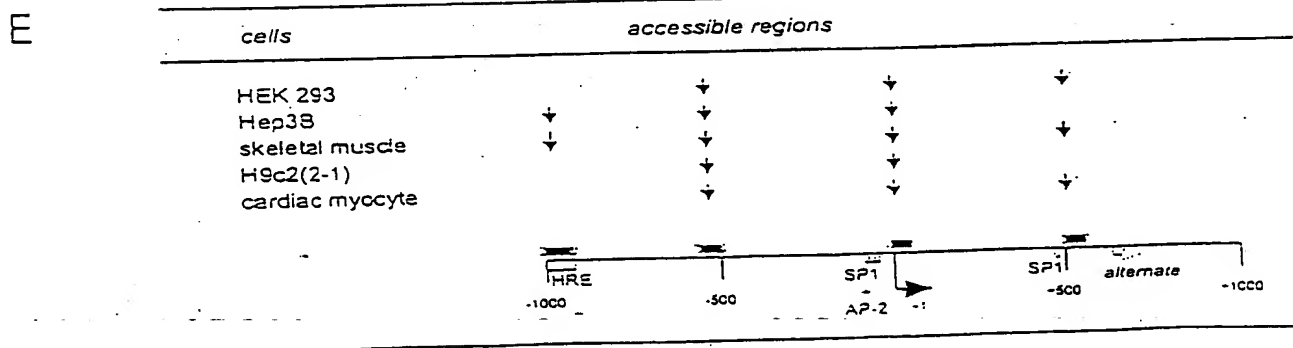 E
cells accessible regions
HEK 293
Hep3B
skeletal muscle
H9c2(2-1)
cardiac myocyte
HRE SP1 SP1 alternate
-1000 -500 AP-2 -1 -500 -1000